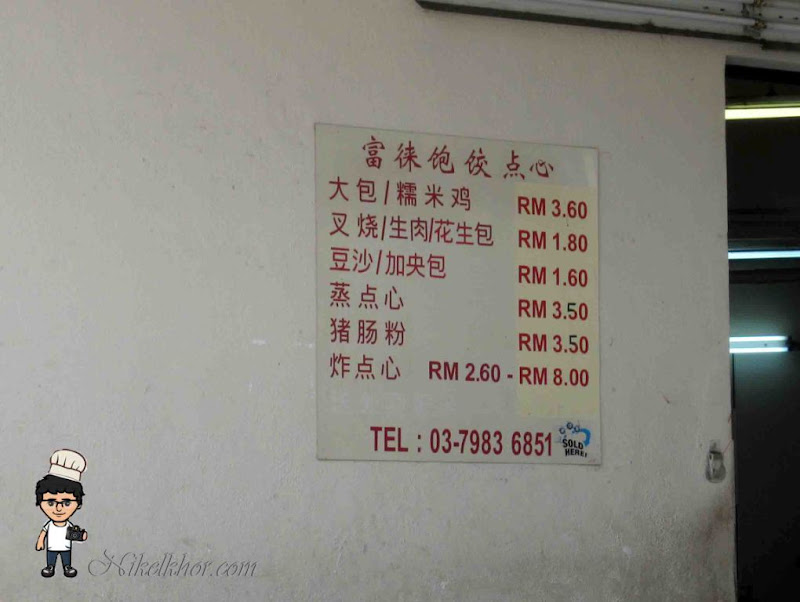 富徕饱饺点心
大包/糯米鸡 RM 3.60
叉烧/生肉/花生包 RM 1.80
豆沙/加央包 RM 1.60
蒸点心 RM 3.50
猪肠粉 RM 3.50
炸点心 RM 2.60 - RM 8.00
TEL : 03-7983 6851
SOLD
HERE!
Nikelkhor.com